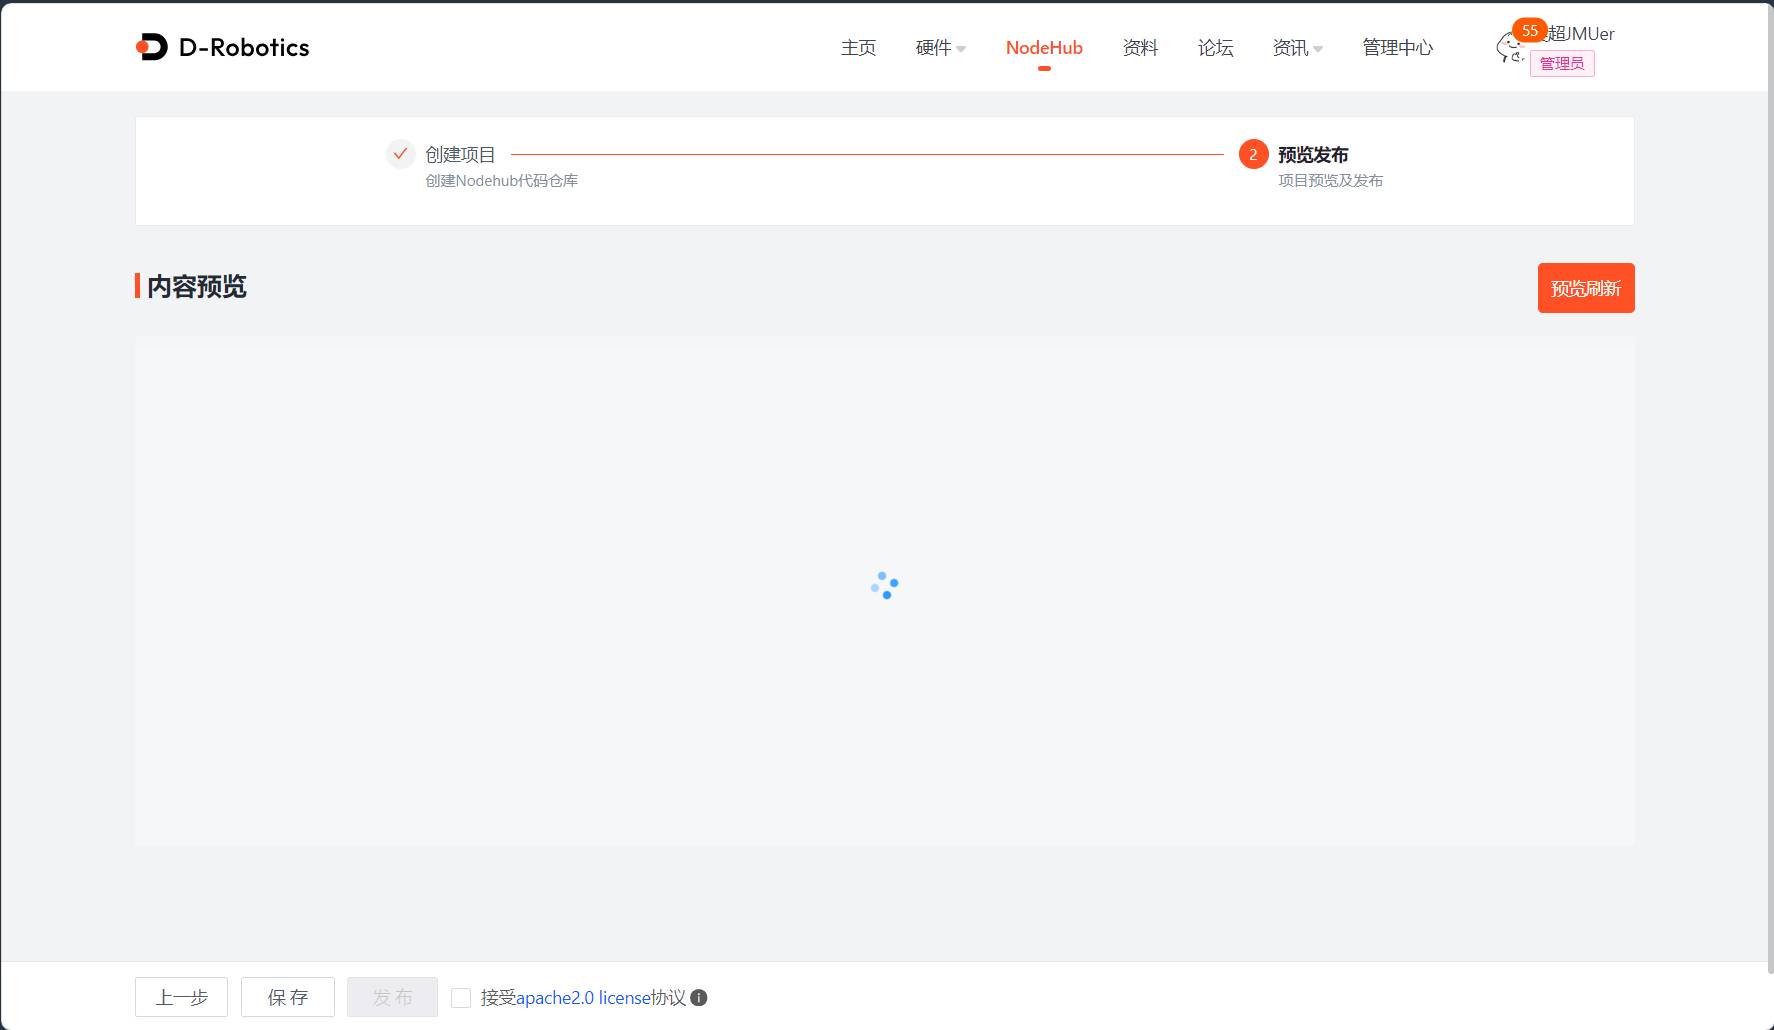 D-Robotics
主页 硬件 NodeHub 资料 论坛 资讯 管理中心
55
超JMUer
管理员
创建项目
创建Nodehub代码仓库
2
预览发布
项目预览及发布
内容预览
预览刷新
上一步
保 存
发 布
接受apache2.0 license协议